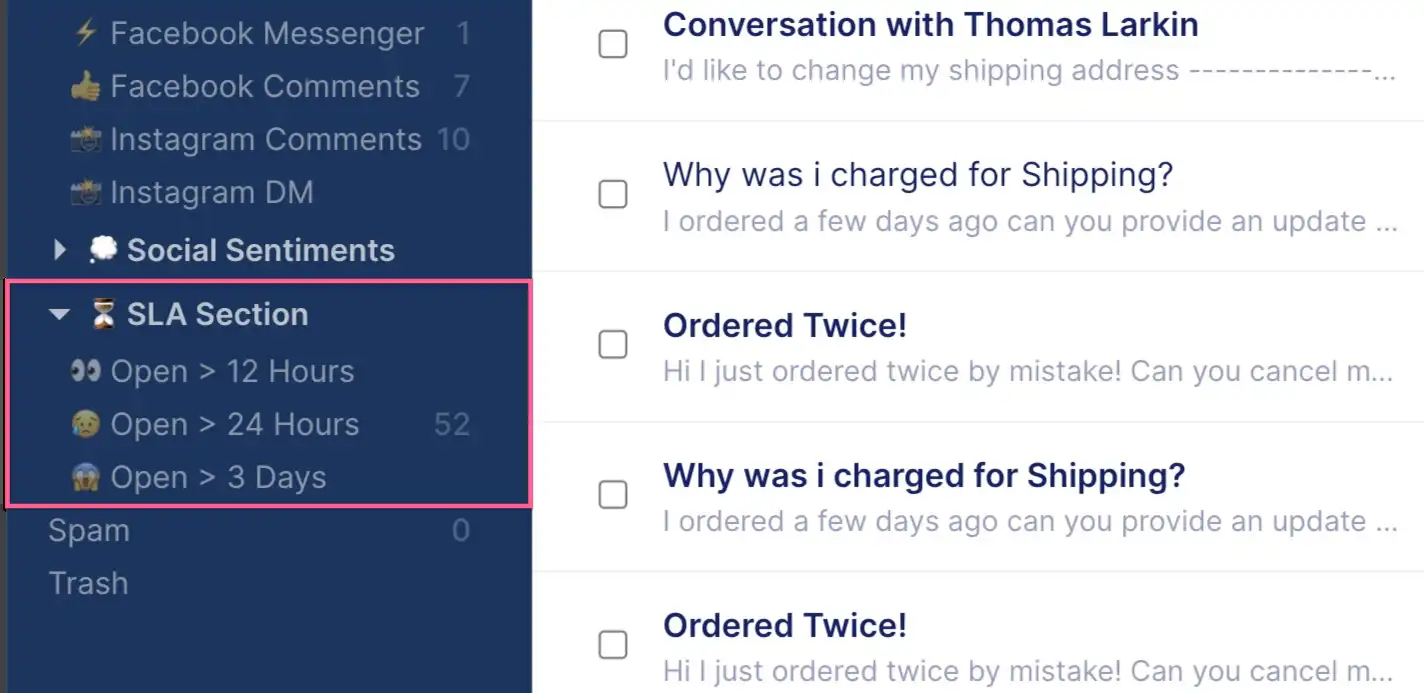 ⚡ Facebook Messenger 1
👍 Facebook Comments 7
📸 Instagram Comments 10
📸 Instagram DM
💭 Social Sentiments
⏳ SLA Section
👀 Open > 12 Hours
😥 Open > 24 Hours 52
😱 Open > 3 Days
Spam 0
Trash
Conversation with Thomas Larkin
I'd like to change my shipping address --------------...
Why was i charged for Shipping?
I ordered a few days ago can you provide an update ...
Ordered Twice!
Hi I just ordered twice by mistake! Can you cancel m...
Why was i charged for Shipping?
I ordered a few days ago can you provide an update ...
Ordered Twice!
Hi I just ordered twice by mistake! Can you cancel m...